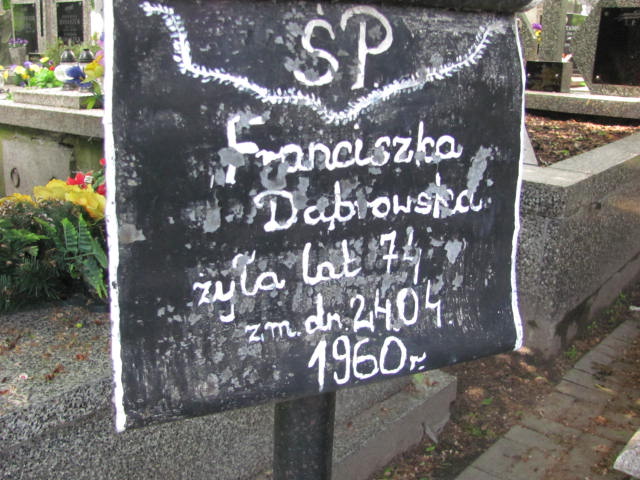 ŚP
Franciszka
Dąbrowska
żyła lat 74
zm. dn. 24.04.
1960r.